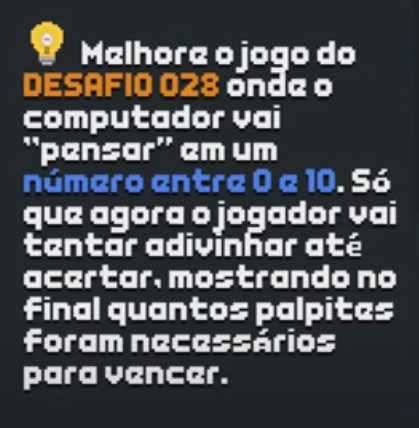 Melhore o jogo do
DESAFIO 028 onde o
computador vai
"pensar" em um
número entre 0 e 10. Só
que agora o jogador vai
tentar adivinhar até
acertar, mostrando no
final quantos palpites
foram necessários
para vencer.